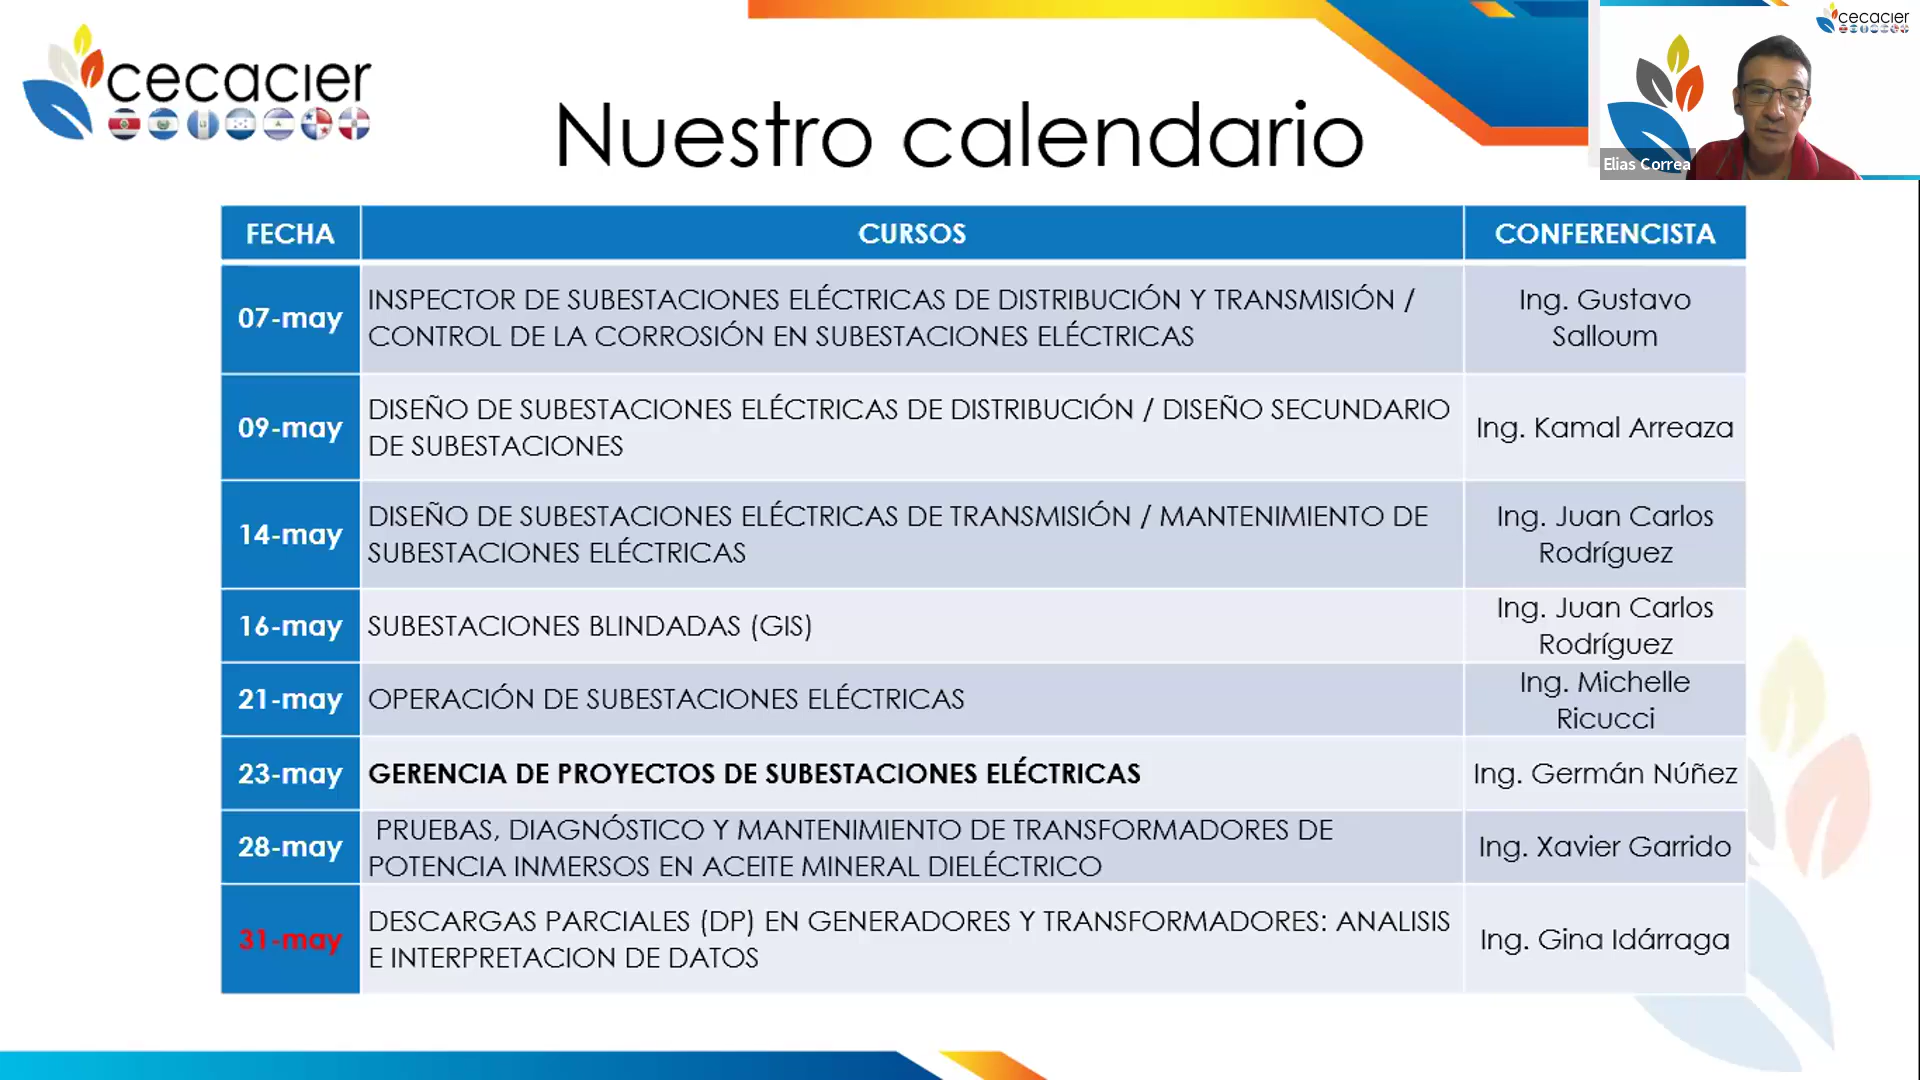 cecacier
Nuestro calendario
cecacier
Elias Correa
FECHA CURSOS CONFERENCISTA
07-may
INSPECTOR DE SUBESTACIONES ELÉCTRICAS DE DISTRIBUCIÓN Y TRANSMISIÓN /
CONTROL DE LA CORROSIÓN EN SUBESTACIONES ELÉCTRICAS
Ing. Gustavo
Salloum
09-may
DISEÑO DE SUBESTACIONES ELÉCTRICAS DE DISTRIBUCIÓN / DISEÑO SECUNDARIO
DE SUBESTACIONES
Ing. Kamal Arreaza
14-may
DISEÑO DE SUBESTACIONES ELÉCTRICAS DE TRANSMISIÓN / MANTENIMIENTO DE
SUBESTACIONES ELÉCTRICAS
Ing. Juan Carlos
Rodríguez
16-may
SUBESTACIONES BLINDADAS (GIS)
Ing. Juan Carlos
Rodríguez
21-may
OPERACIÓN DE SUBESTACIONES ELÉCTRICAS
Ing. Michelle
Ricucci
23-may
GERENCIA DE PROYECTOS DE SUBESTACIONES ELÉCTRICAS
Ing. Germán Núñez
28-may
PRUEBAS, DIAGNÓSTICO Y MANTENIMIENTO DE TRANSFORMADORES DE
POTENCIA INMERSOS EN ACEITE MINERAL DIELÉCTRICO
Ing. Xavier Garrido
31-may
DESCARGAS PARCIALES (DP) EN GENERADORES Y TRANSFORMADORES: ANALISIS
E INTERPRETACION DE DATOS
Ing. Gina Idárraga